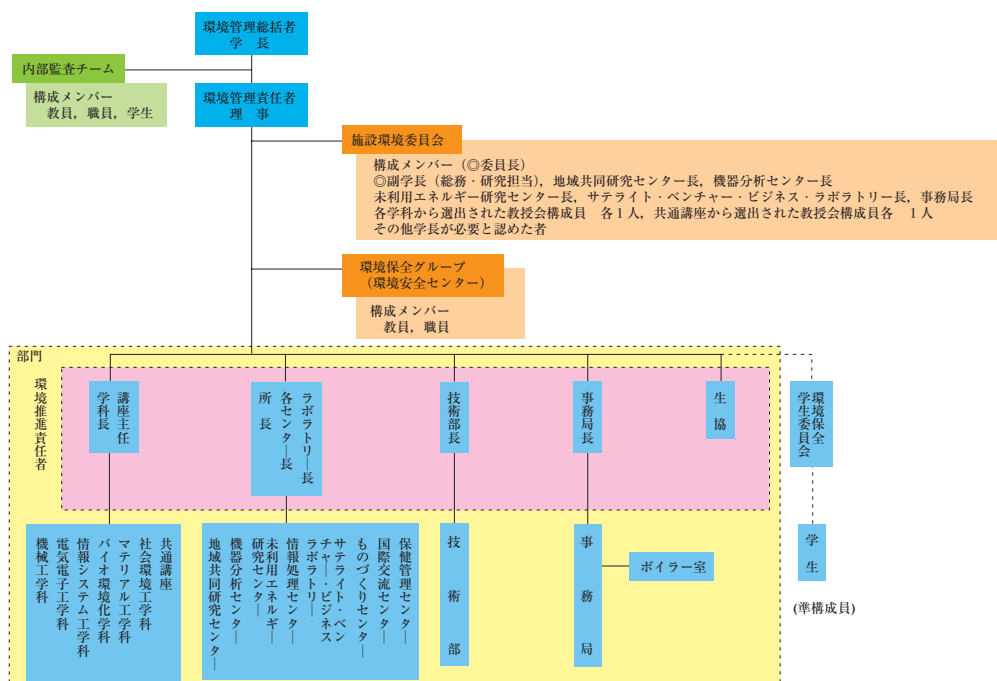 環境管理総括者
学　長
内部監査チーム
構成メンバー
教員，職員，学生
環境管理責任者
理　事
施設環境委員会
構成メンバー（◎委員長）
◎副学長（総務・研究担当），地域共同研究センター長，機器分析センター長
未利用エネルギー研究センター長，サテライト・ベンチャー・ビジネス・ラボラトリー長，事務局長
各学科から選出された教授会構成員　各１人，共通講座から選出された教授会構成員各　１人
その他学長が必要と認めた者
環境保全グループ
（環境安全センター）
構成メンバー
教員，職員
部門
環境推進責任者
講座主任
学科長
ラボラトリー長
各センター長
所　長
技術部長
事務局長
生　協
環境保全
学生委員会
共通講座
社会環境工学科
マテリアル工学科
バイオ環境化学科
情報システム工学科
電気電子工学科
機械工学科
保健管理センター
国際交流センター
ものづくりセンター
サテライト・ベン
チャー・ビジネス
ラボラトリー
情報処理センター
未利用エネルギー
研究センター
機器分析センター
地域共同研究センター
技　術　部
事　務　局
ボイラー室
学　生
(準構成員)